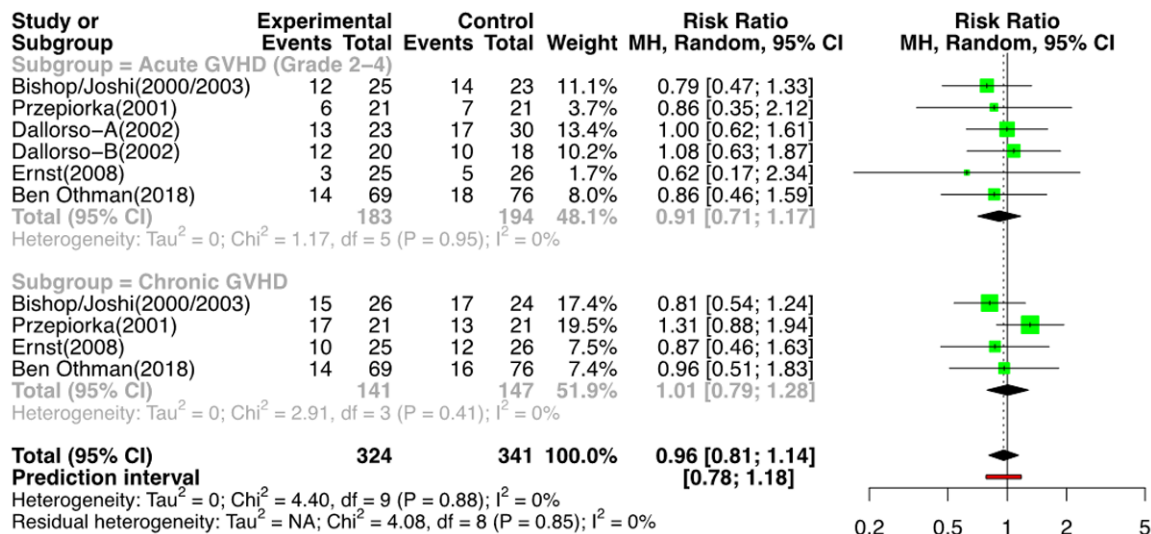 Study or Experimental Control Risk Ratio Risk Ratio
Subgroup Events Total Events Total Weight MH, Random, 95% CI MH, Random, 95% CI
Subgroup = Acute GVHD (Grade 2−4)
Bishop/Joshi(2000/2003) 12 25 14 23 11.1% 0.79 [0.47; 1.33]
Przepiorka(2001) 6 21 7 21 3.7% 0.86 [0.35; 2.12]
Dallorso−A(2002) 13 23 17 30 13.4% 1.00 [0.62; 1.61]
Dallorso−B(2002) 12 20 10 18 10.2% 1.08 [0.63; 1.87]
Ernst(2008) 3 25 5 26 1.7% 0.62 [0.17; 2.34]
Ben Othman(2018) 14 69 18 76 8.0% 0.86 [0.46; 1.59]
Total (95% CI) 183 194 48.1% 0.91 [0.71; 1.17]
Heterogeneity: Tau² = 0; Chi² = 1.17, df = 5 (P = 0.95); I² = 0%
Subgroup = Chronic GVHD
Bishop/Joshi(2000/2003) 15 26 17 24 17.4% 0.81 [0.54; 1.24]
Przepiorka(2001) 17 21 13 21 19.5% 1.31 [0.88; 1.94]
Ernst(2008) 10 25 12 26 7.5% 0.87 [0.46; 1.63]
Ben Othman(2018) 14 69 16 76 7.4% 0.96 [0.51; 1.83]
Total (95% CI) 141 147 51.9% 1.01 [0.79; 1.28]
Heterogeneity: Tau² = 0; Chi² = 2.91, df = 3 (P = 0.41); I² = 0%
Total (95% CI) 324 341 100.0% 0.96 [0.81; 1.14]
Prediction interval [0.78; 1.18]
Heterogeneity: Tau² = 0; Chi² = 4.40, df = 9 (P = 0.88); I² = 0%
Residual heterogeneity: Tau² = NA; Chi² = 4.08, df = 8 (P = 0.85); I² = 0%
0.2 0.5 1 2 5